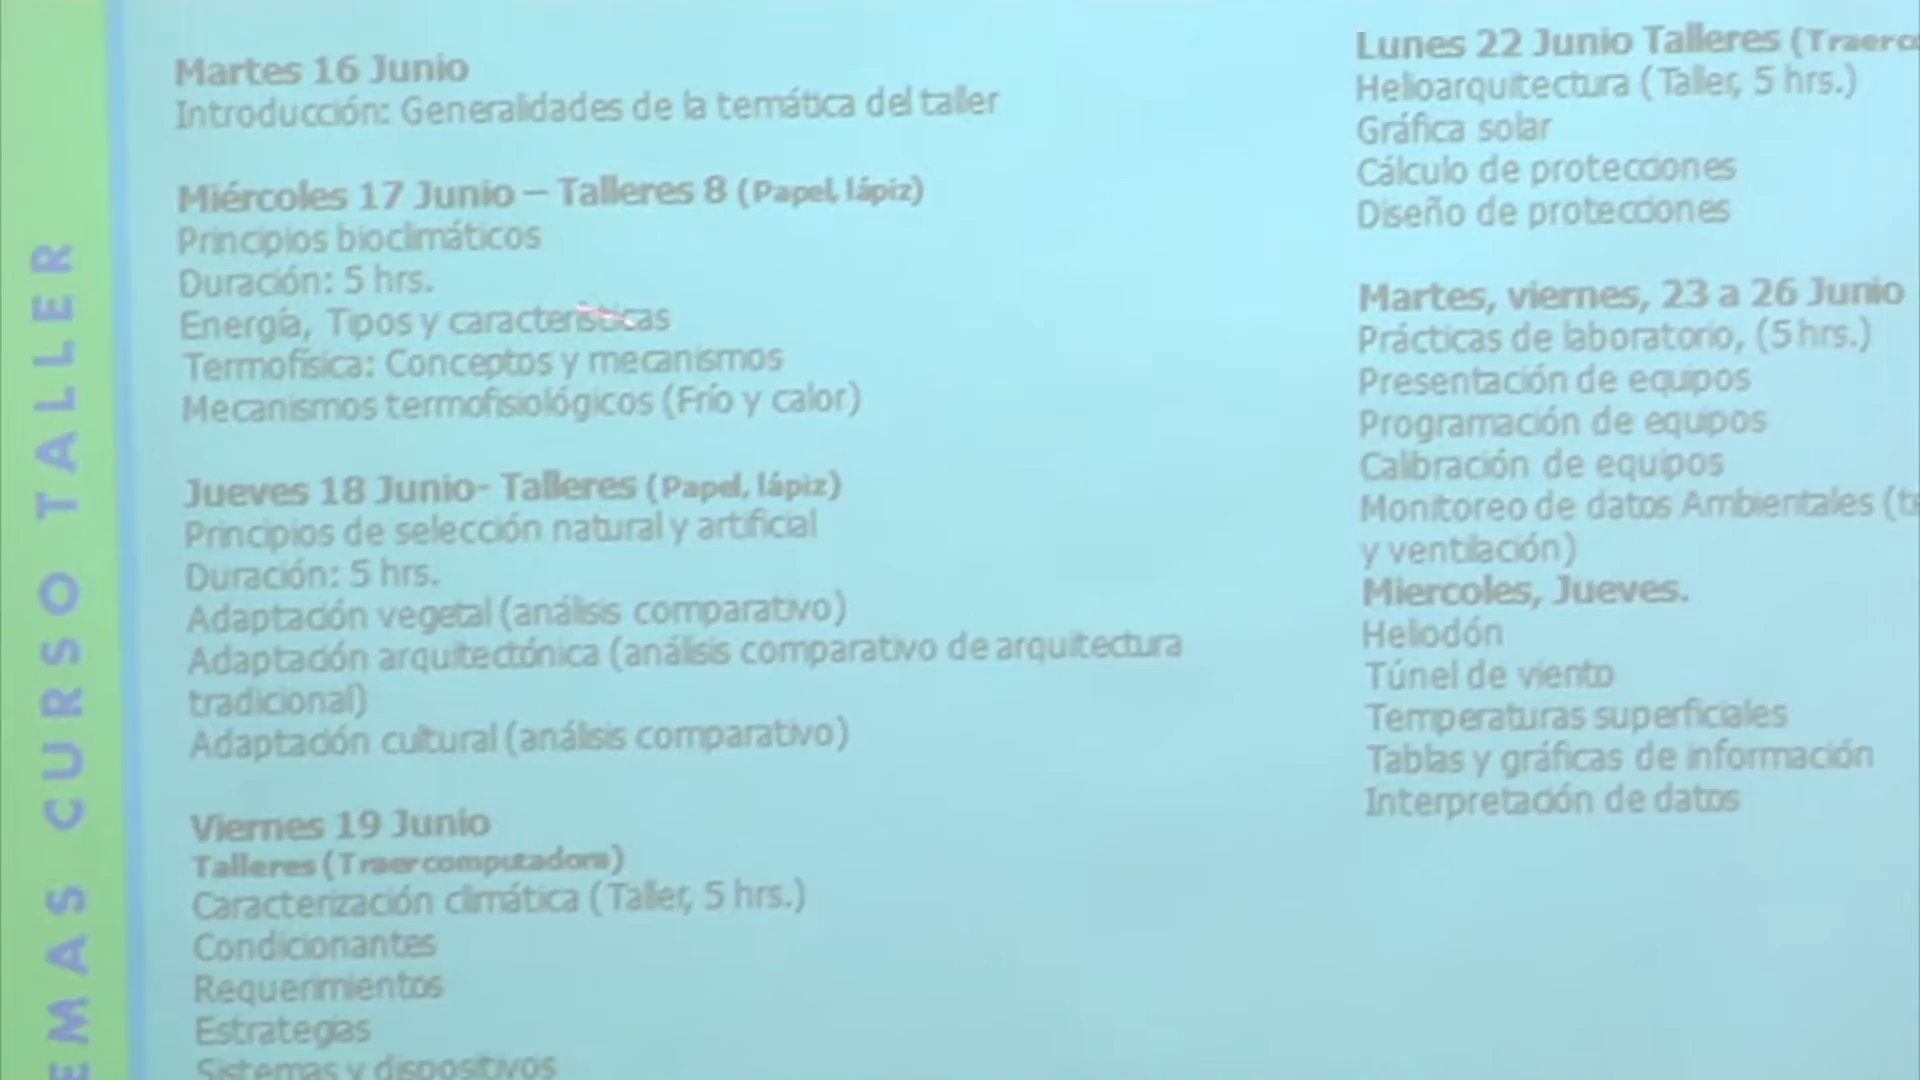 EMAS CURSO TALLER
Martes 16 Junio
Introducción: Generalidades de la temática del taller
Miércoles 17 Junio – Talleres 8 (Papel, lápiz)
Principios bioclimáticos
Duración: 5 hrs.
Energía, Tipos y características
Termofísica: Conceptos y mecanismos
Mecanismos termofisiológicos (Frío y calor)
Jueves 18 Junio- Talleres (Papel, lápiz)
Principios de selección natural y artificial
Duración: 5 hrs.
Adaptación vegetal (análisis comparativo)
Adaptación arquitectónica (análisis comparativo de arquitectura
tradicional)
Adaptación cultural (análisis comparativo)
Viernes 19 Junio
Talleres (Traer computadora)
Caracterización climática (Taller, 5 hrs.)
Condicionantes
Requerimientos
Estrategias
Sistemas y dispositivos
Lunes 22 Junio Talleres (Traer
Helioarquitectura (Taller, 5 hrs.)
Gráfica solar
Cálculo de protecciones
Diseño de protecciones
Martes, viernes, 23 a 26 Junio
Prácticas de laboratorio, (5 hrs.)
Presentación de equipos
Programación de equipos
Calibración de equipos
Monitoreo de datos Ambientales
y ventilación)
Miercoles, Jueves.
Heliodón
Túnel de viento
Temperaturas superficiales
Tablas y gráficas de información
Interpretación de datos